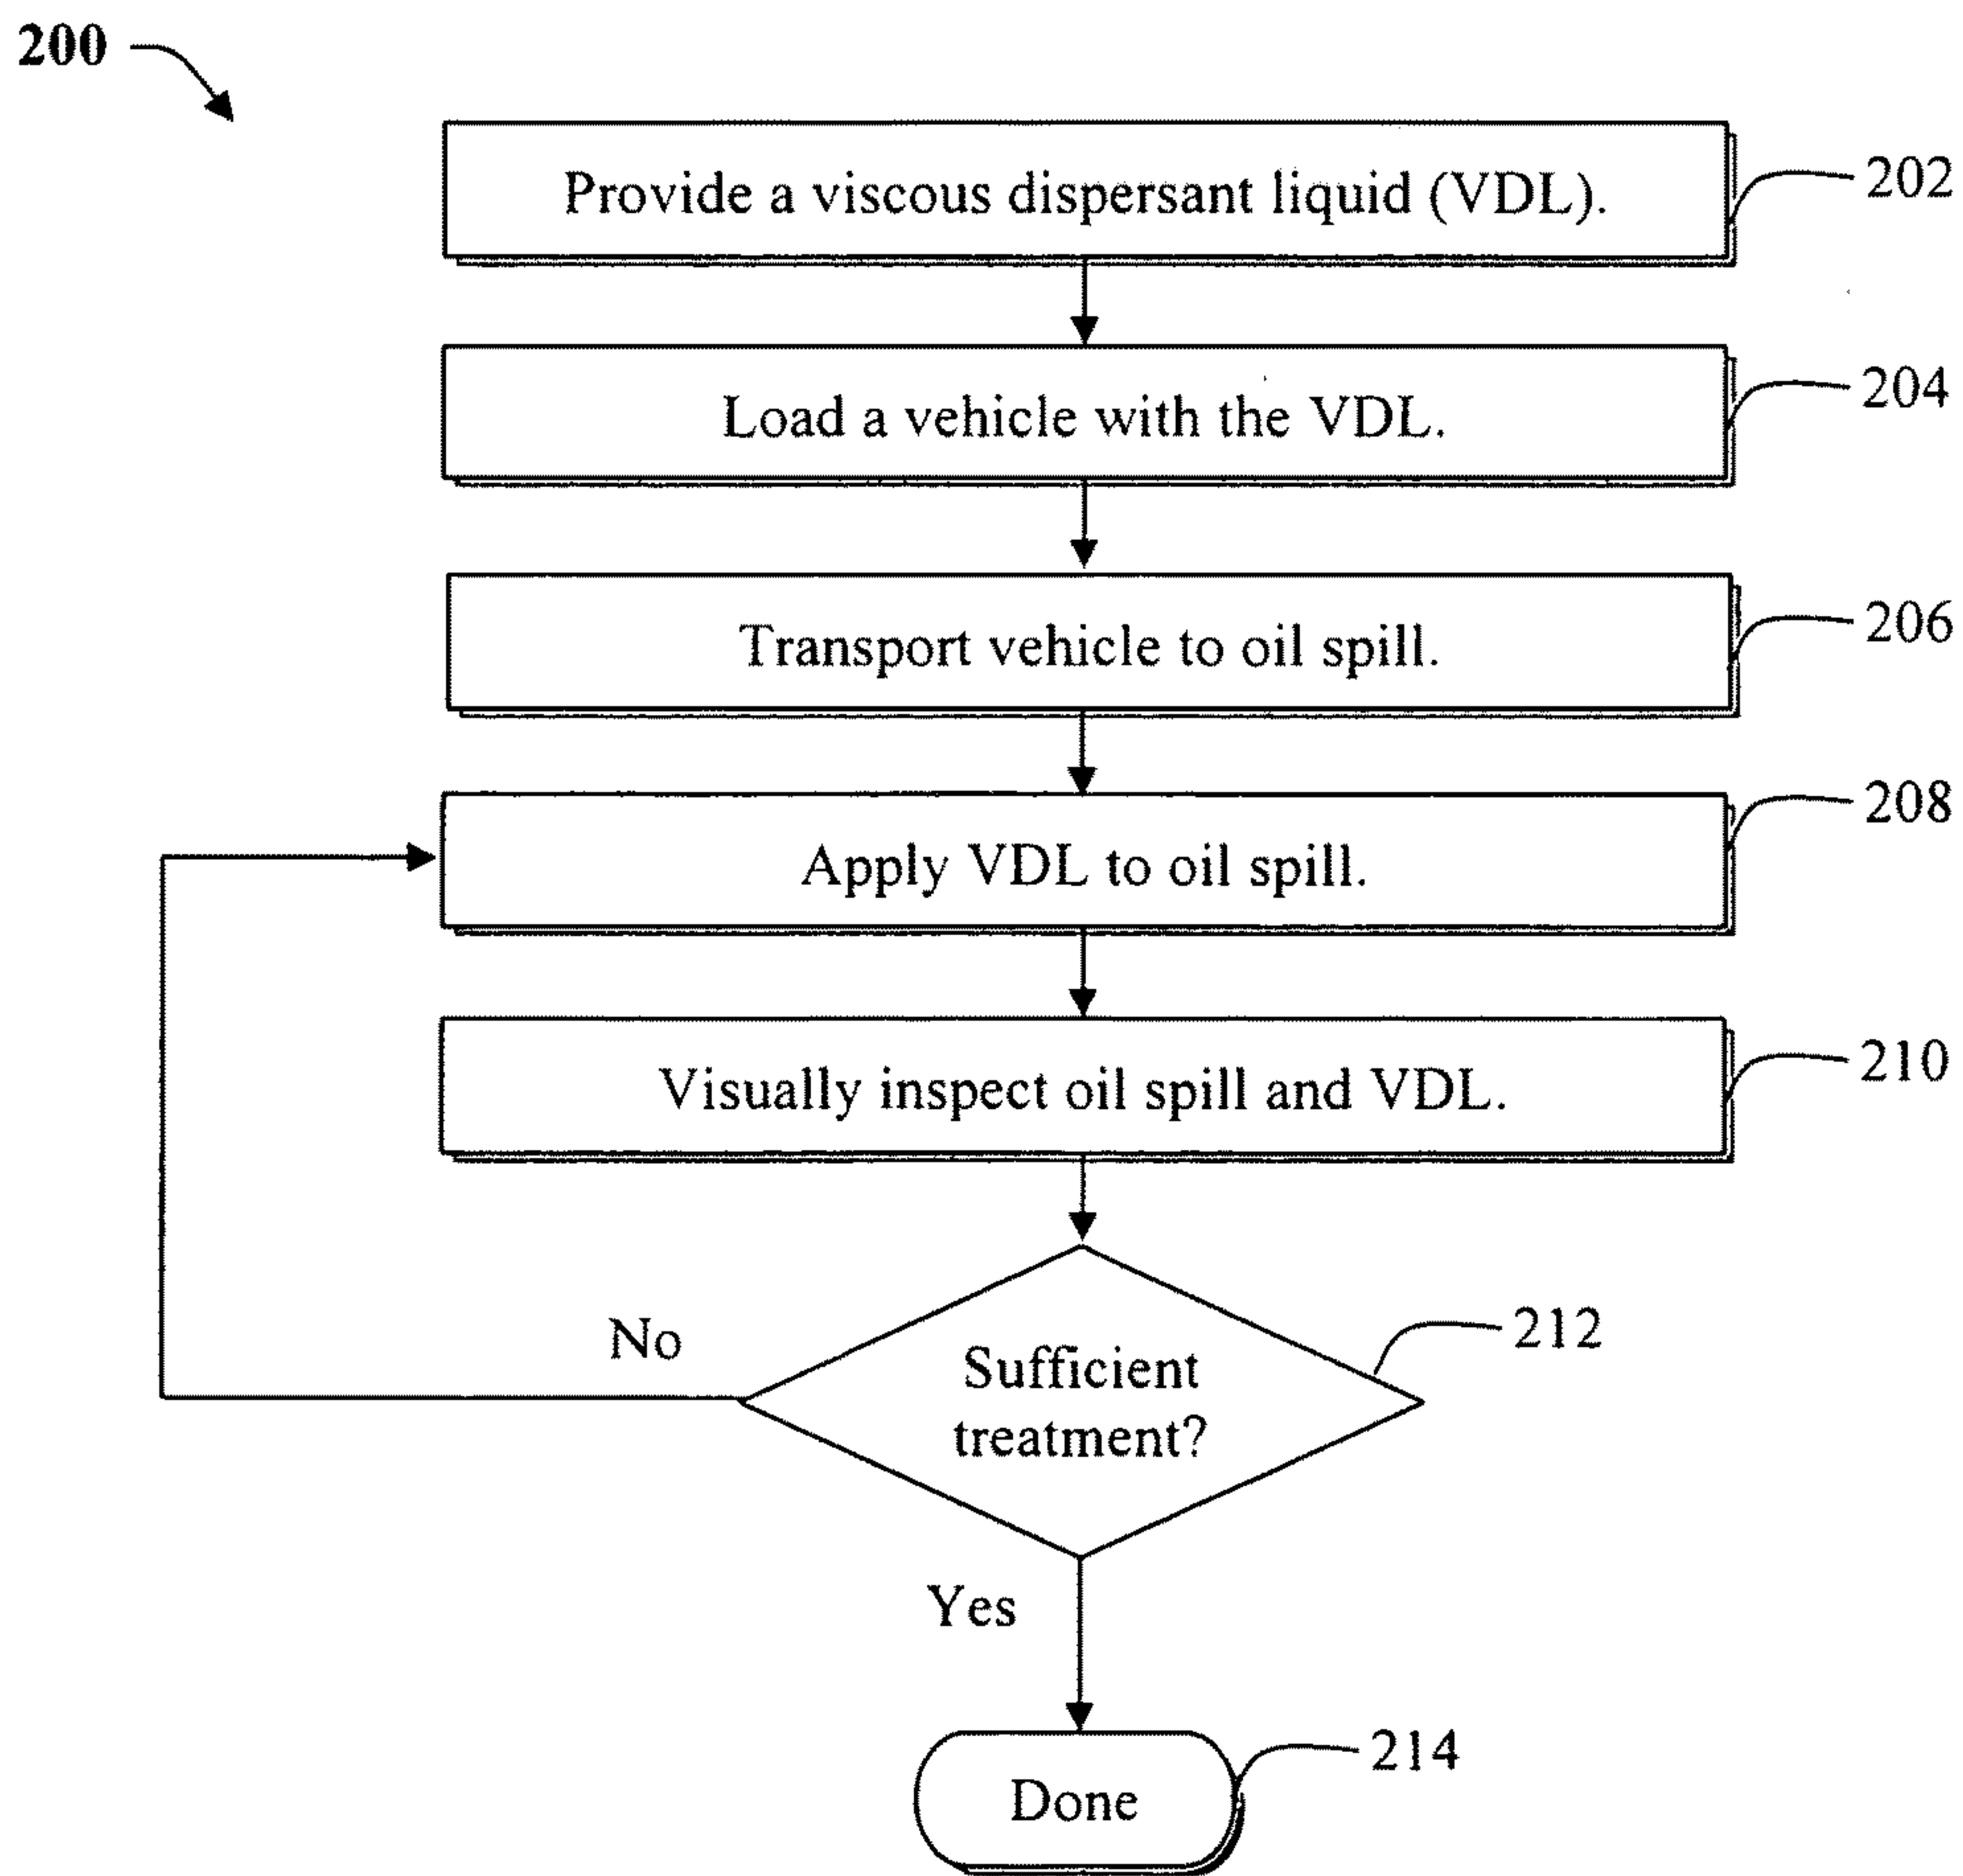 200
Provide a viscous dispersant liquid (VDL).
202
Load a vehicle with the VDL.
204
Transport vehicle to oil spill.
206
Apply VDL to oil spill.
208
Visually inspect oil spill and VDL.
210
No
Sufficient
treatment?
212
Yes
Done
214